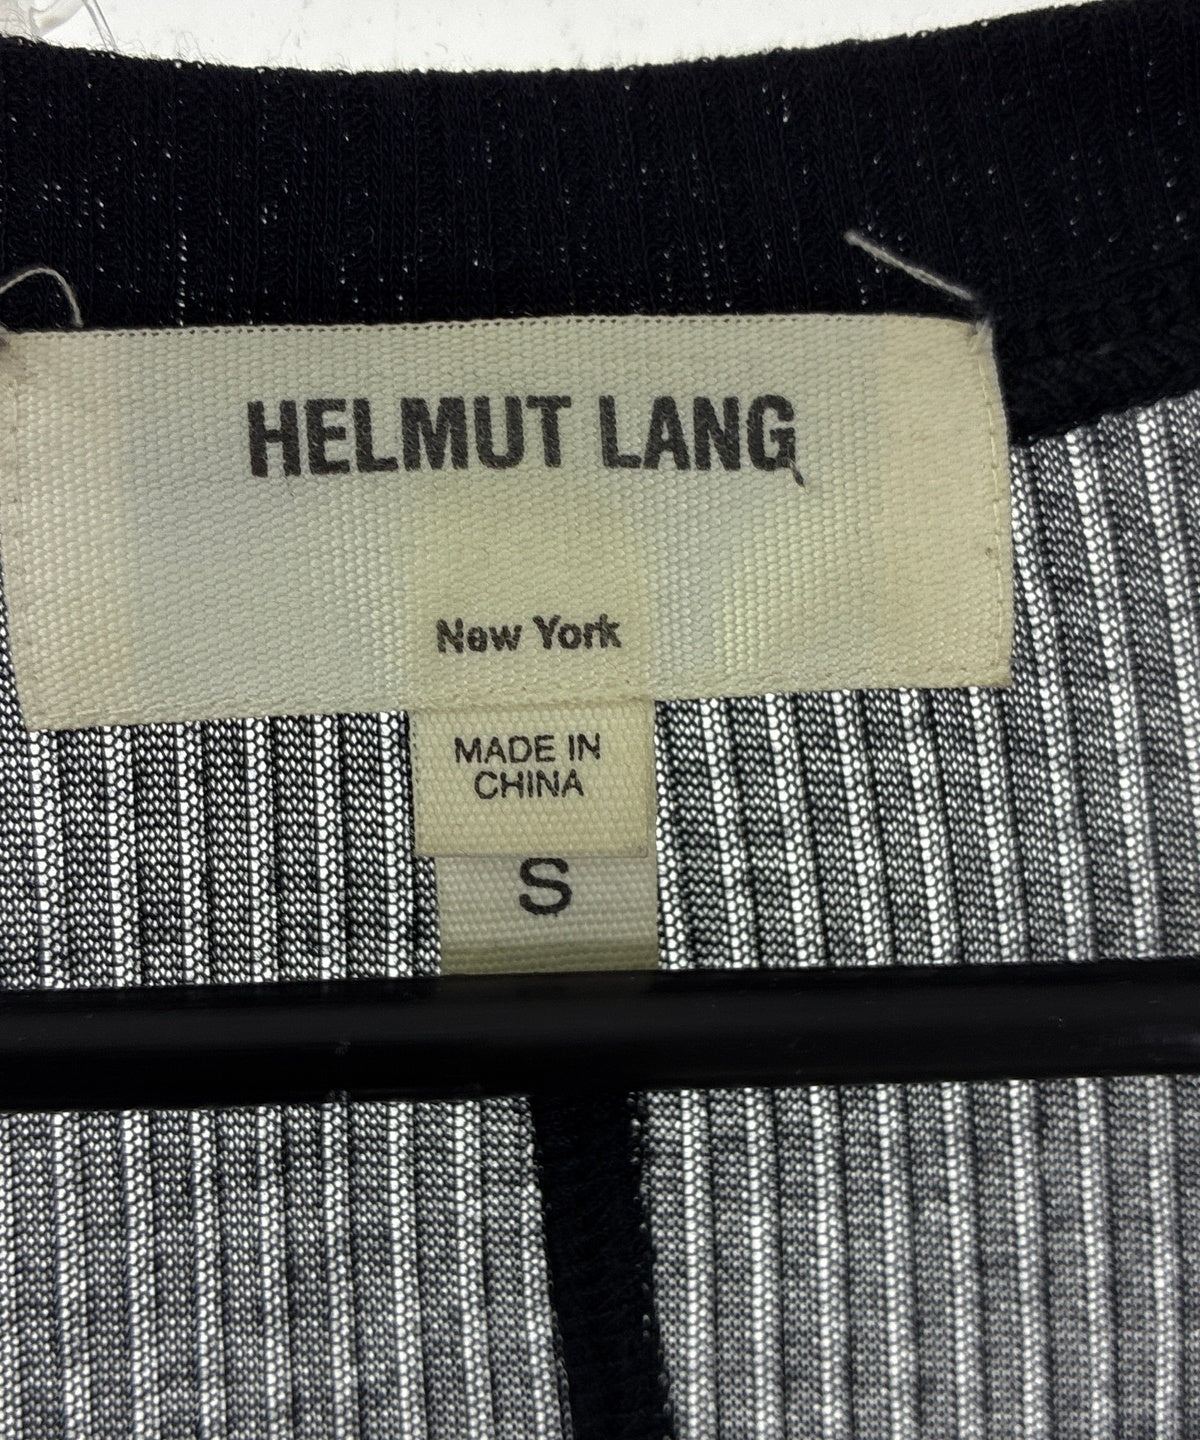 HELMUT LANG
New York
MADE IN
CHINA
S